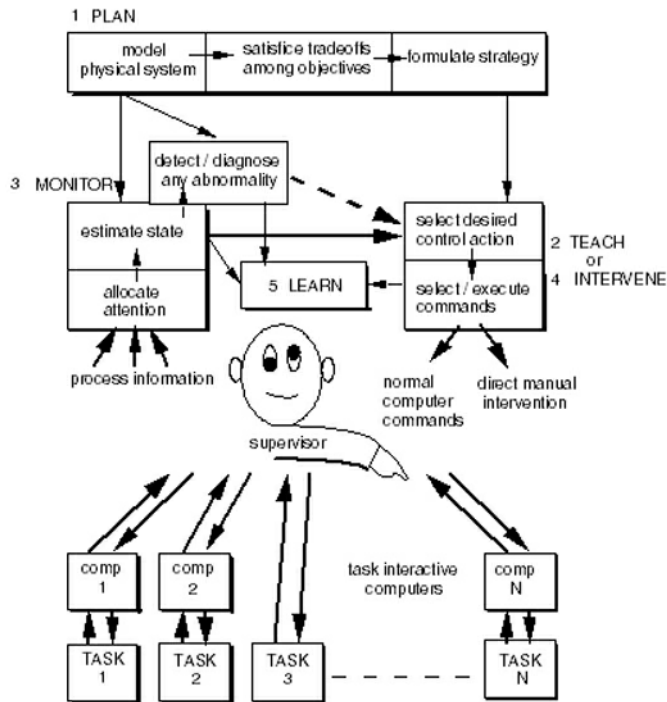 1 PLAN
model
physical system
satisfice tradeoffs
among objectives
formulate strategy
detect / diagnose
any abnormality
3 MONITOR
estimate state
allocate
attention
select desired
control action
select / execute
commands
2 TEACH
or
4 INTERVENE
5 LEARN
process information
normal
computer
commands
direct manual
intervention
supervisor
comp
1
comp
2
task interactive
computers
comp
N
TASK
1
TASK
2
TASK
3
TASK
N